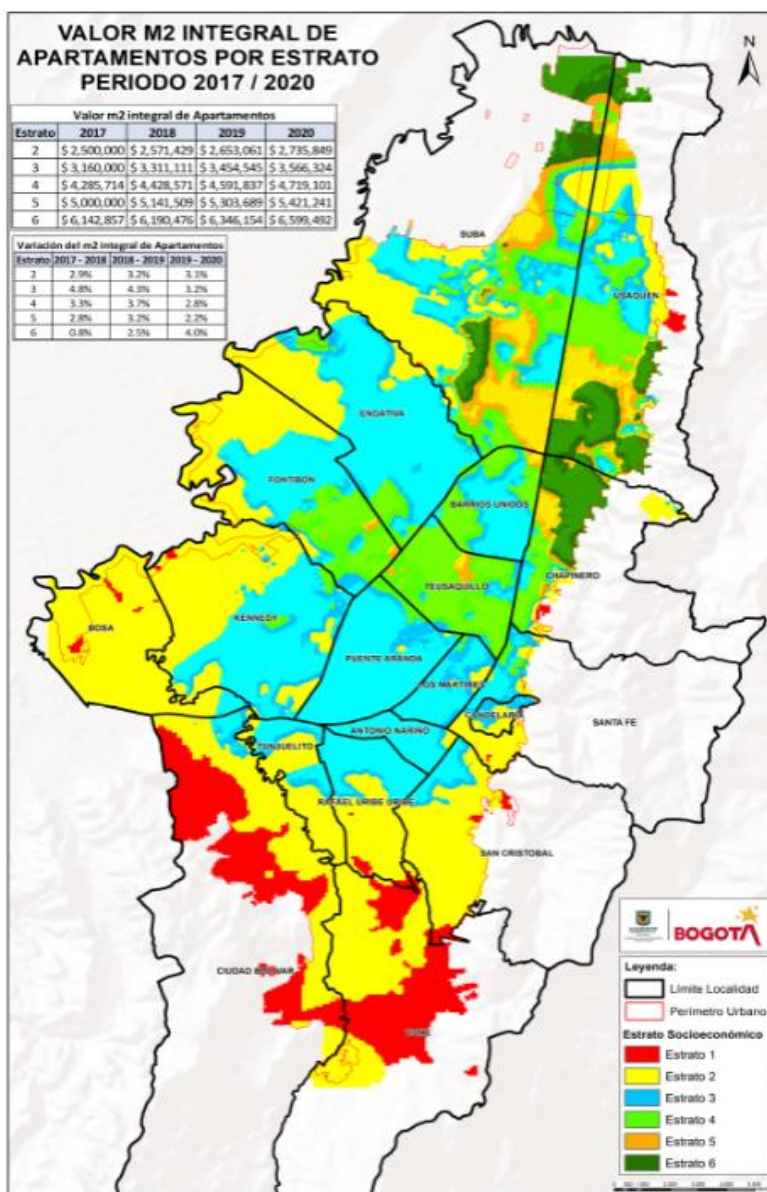 VALOR M2 INTEGRAL DE
APARTAMENTOS POR ESTRATO
PERIODO 2017 / 2020
N
Valor m2 integral de Apartamentos
Estrato 2017 2018 2019 2020
2 $ 2,500,000 $ 2,571,429 $ 2,653,061 $ 2,735,849
3 $ 3,160,000 $ 3,311,111 $ 3,454,545 $ 3,566,324
4 $ 4,285,714 $ 4,428,571 $ 4,591,837 $ 4,719,101
5 $ 5,000,000 $ 5,141,509 $ 5,303,689 $ 5,421,241
6 $ 6,142,857 $ 6,190,476 $ 6,346,154 $ 6,599,492
Variación del m2 integral de Apartamentos
Estrato 2017 - 2018 2018 - 2019 2019 - 2020
2 2.9% 3.2% 3.1%
3 4.8% 4.3% 3.2%
4 3.3% 3.7% 2.8%
5 2.8% 3.2% 2.2%
6 0.8% 2.5% 4.0%
SUBA
USAQUEN
ENGATIVA
FONTIBON
BARRIOS UNIDOS
TEUSAQUILLO
CHAPINERO
BOSA
KENNEDY
PUENTE ARANDA
LOS MARTIRES
CANDELARIA
SANTA FE
ANTONIO NARIÑO
TUNJUELITO
RAFAEL URIBE URIBE
SAN CRISTOBAL
CIUDAD BOLIVAR
BOGOTÁ
Leyenda:
Límite Localidad
Perímetro Urbano
Estrato Socioeconómico
Estrato 1
Estrato 2
Estrato 3
Estrato 4
Estrato 5
Estrato 6